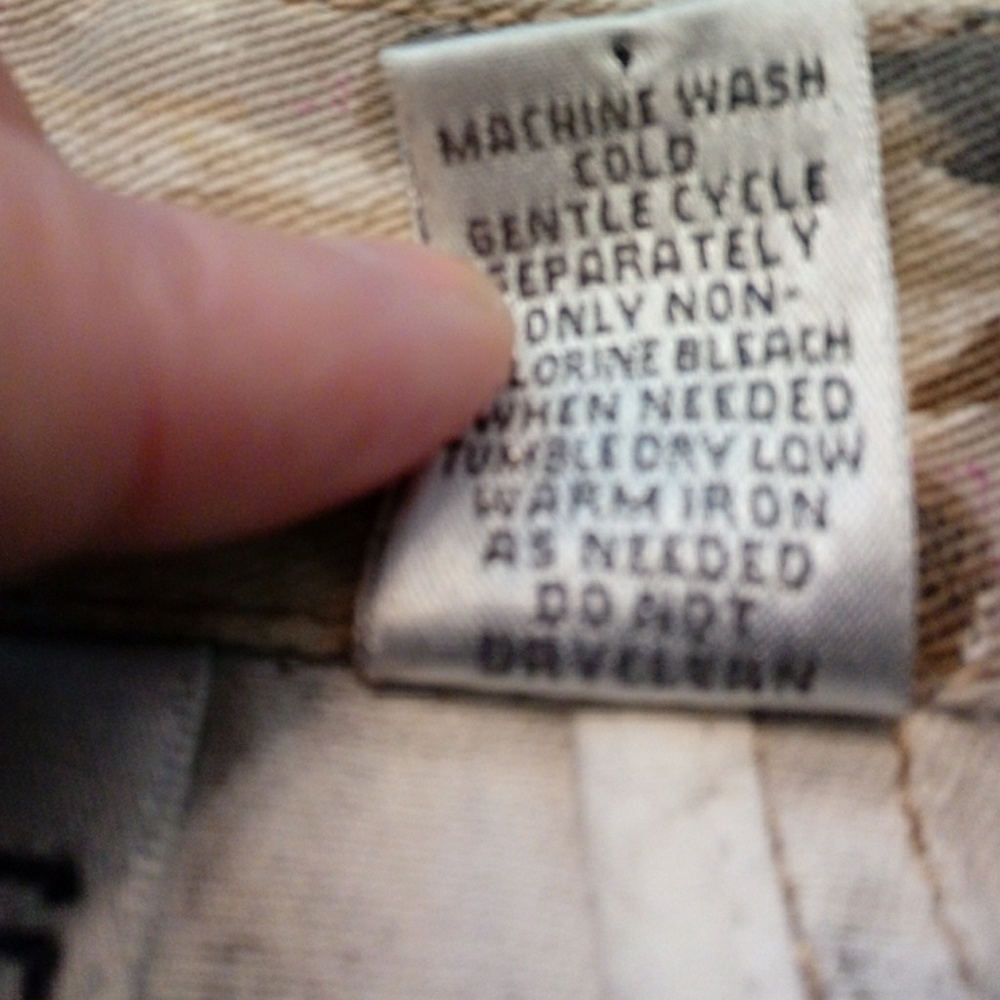 MACHINE WASH
COLD
GENTLE CYCLE
SEPARATELY
ONLY NON-
LORINE BLEACH
WHEN NEEDED
TUMBLE DRY LOW
WARM IRON
AS NEEDED
DO NOT
DRYCLEAN